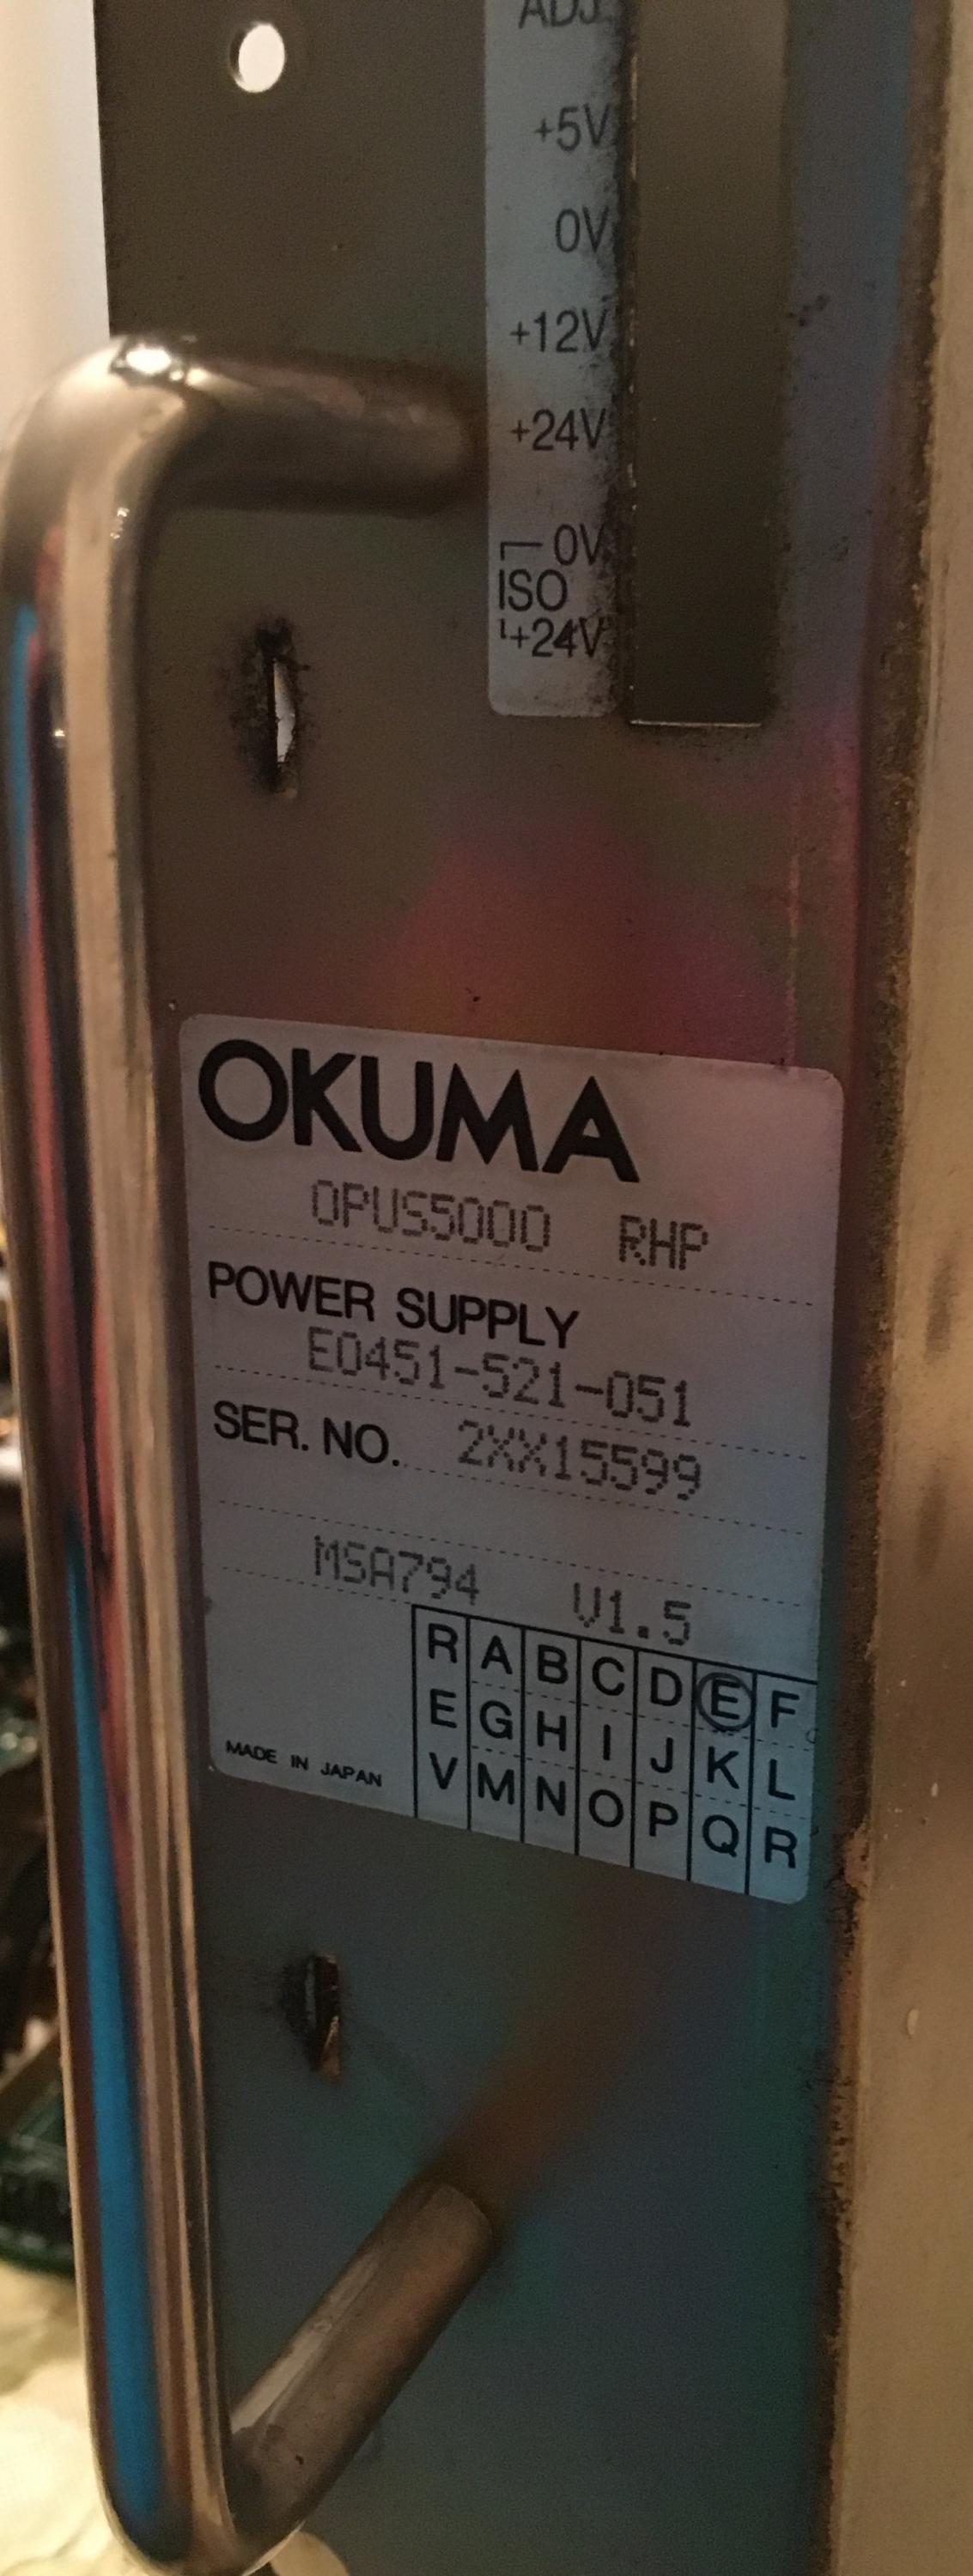 ADJ.
+5V
0V
+12V
+24V
0V
ISO
+24V
OKUMA
OPUS5000 RHP
POWER SUPPLY
E0451-521-051
SER. NO. 2XX15599
MSA794 V1.5
R A B C D E F
E G H I J K L
V M N O P Q R
MADE IN JAPAN